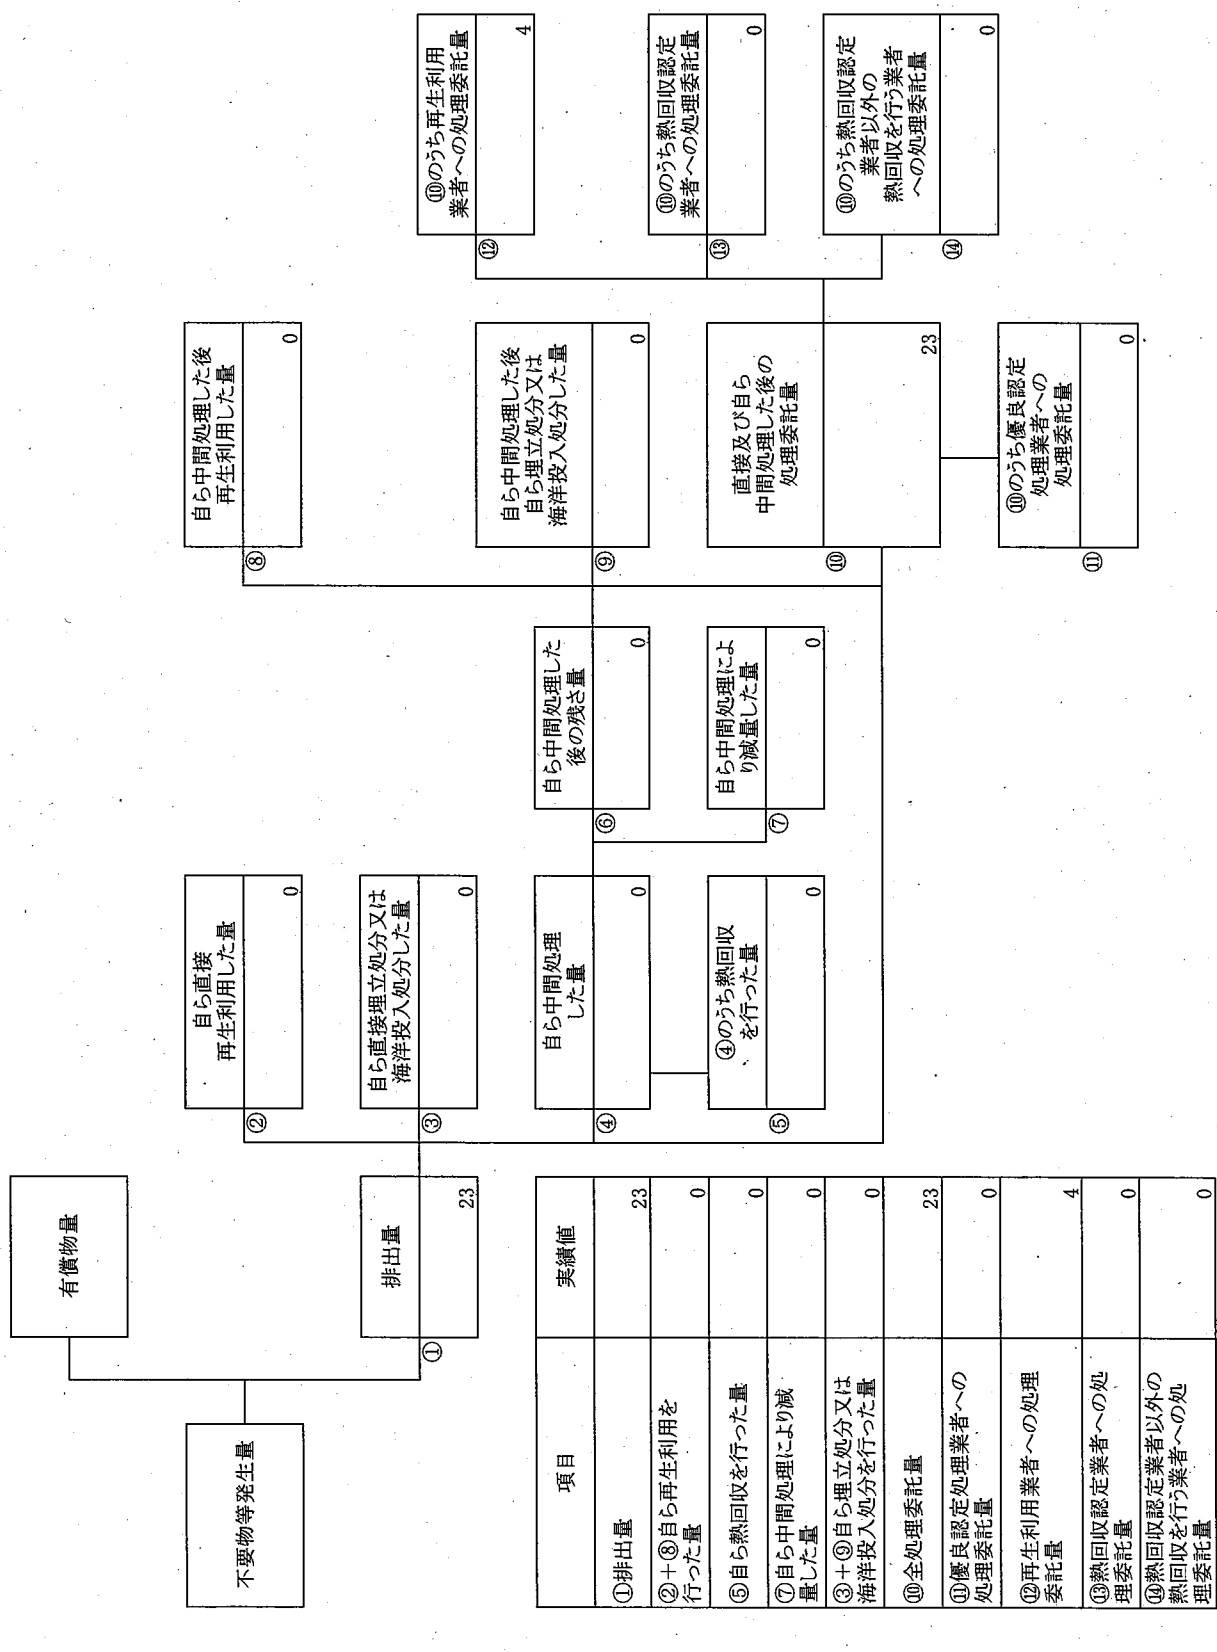 不要物等発生量
有償物量
①
排出量
23
②
自ら直接
再生利用した量
0
③
自ら直接埋立処分又は
海洋投入処分した量
0
④
自ら中間処理
した量
0
⑤
④のうち熱回収
を行った量
0
⑥
自ら中間処理した
後の残さ量
0
⑦
自ら中間処理によ
り減量した量
0
⑧
自ら中間処理した後
再生利用した量
0
⑨
自ら中間処理した後
自ら埋立処分又は
海洋投入処分した量
0
⑩
直接及び自ら
中間処理した後の
処理委託量
23
⑪
⑩のうち優良認定
処理業者への
処理委託量
0
⑫
⑩のうち再生利用
業者への処理委託量
4
⑬
⑩のうち熱回収認定
業者への処理委託量
0
⑭
⑩のうち熱回収認定
業者以外の
熱回収を行う業者
への処理委託量
0
項目
実績値
①排出量
23
②+⑧自ら再生利用を
行った量
0
⑤自ら熱回収を行った量
0
⑦自ら中間処理により減
量した量
0
③+⑨自ら埋立処分又は
海洋投入処分を行った量
0
⑩全処理委託量
23
⑪優良認定処理業者への
処理委託量
0
⑫再生利用業者への処理
委託量
4
⑬熱回収認定業者への処
理委託量
0
⑭熱回収認定業者以外の
熱回収を行う業者への処
理委託量
0